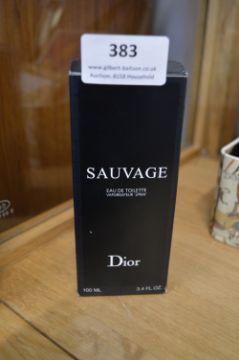 383
www.gilbert-baitson.co.uk
Auction: 8158 Household
SAUVAGE
EAU DE TOILETTE
VAPORISATEUR SPRAY
Dior
100 ML
3.4 FL. OZ